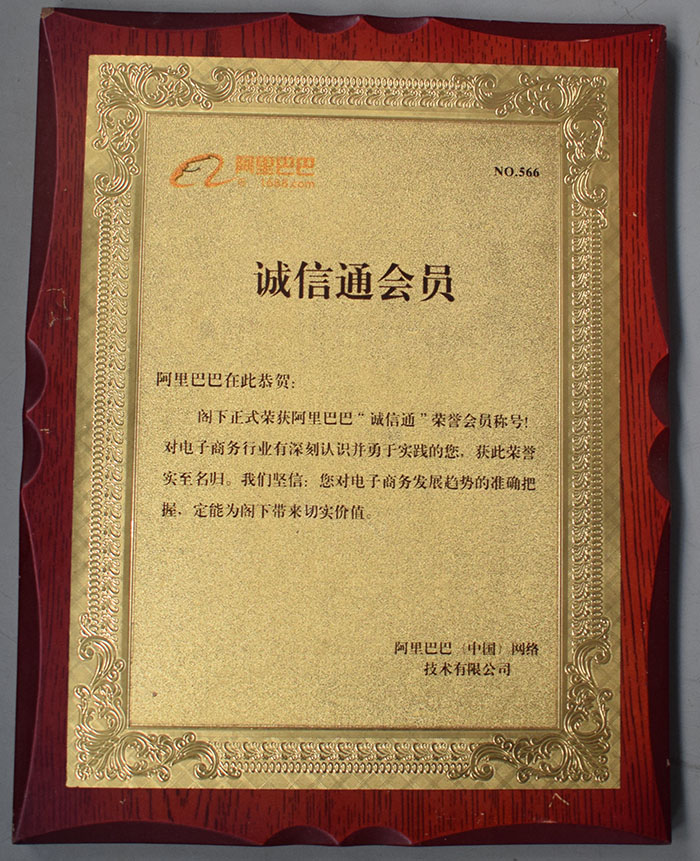 阿里巴巴
1688.com
NO.566
诚信通会员
阿里巴巴在此恭贺:
阁下正式荣获阿里巴巴“诚信通”荣誉会员称号!
对电子商务行业有深刻认识并勇于实践的您,获此荣誉
实至名归。我们坚信:您对电子商务发展趋势的准确把
握,定能为阁下带来切实价值。
阿里巴巴(中国)网络
技术有限公司